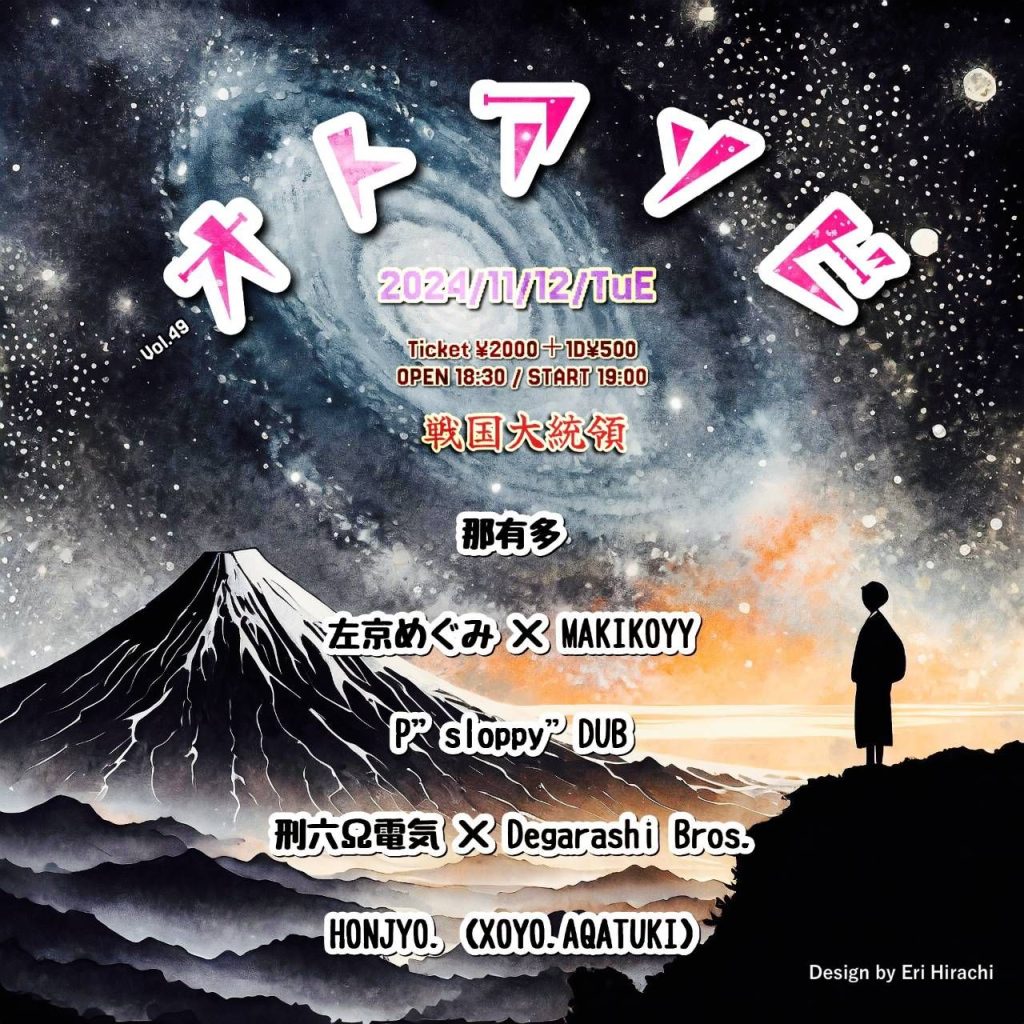 オトアソビ
Vol.49
2024/11/12/TuE
Ticket ¥2000＋1D¥500
OPEN 18:30 / START 19:00
戦国大統領
那有多
左京めぐみ × MAKIKOYY
P”sloppy”DUB
刑六Ω電気 × Degarashi Bros.
HONJYO. (XOYO.AQATUKI)
Design by Eri Hirachi